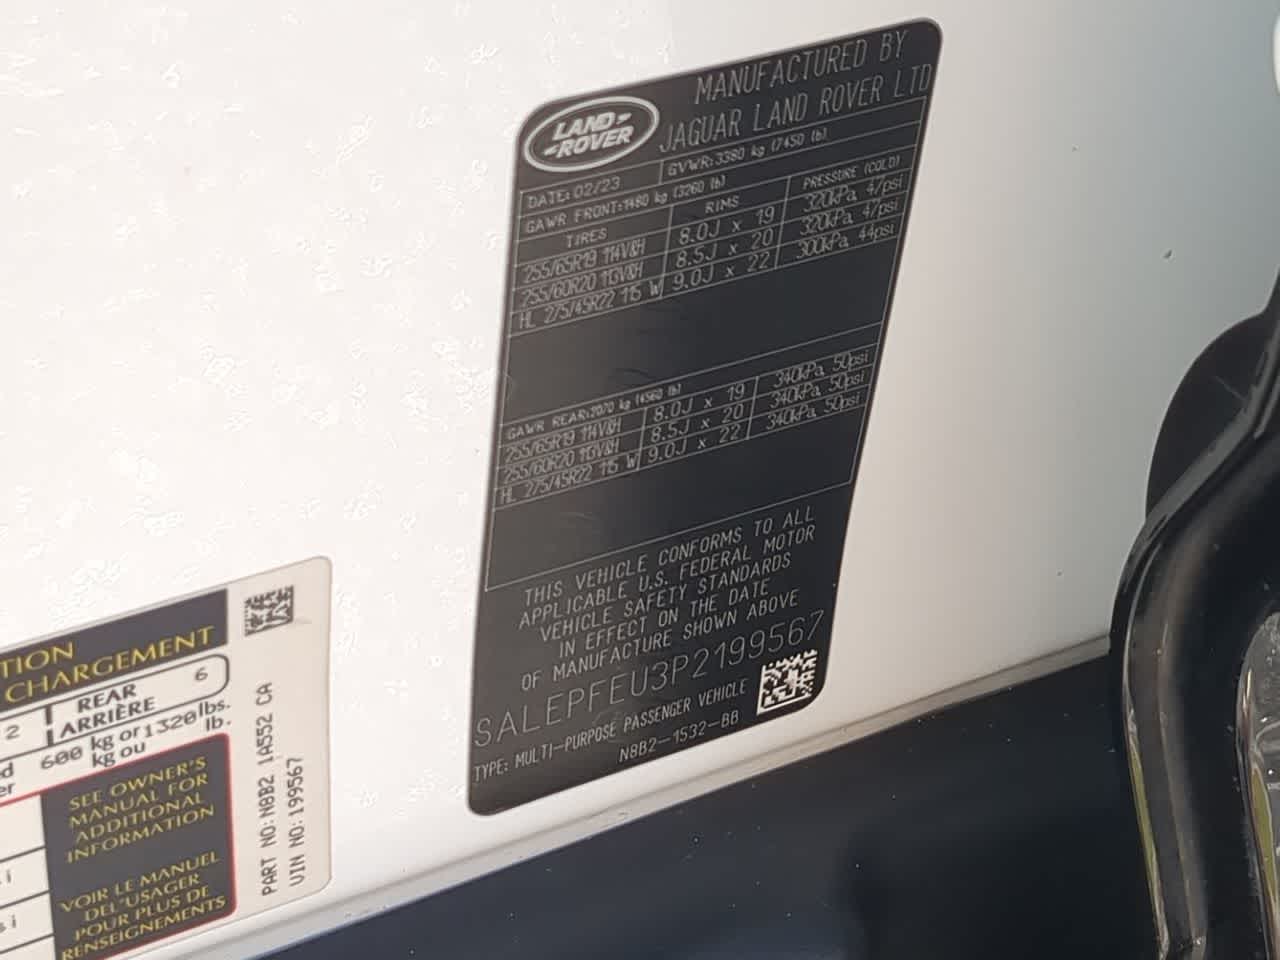 LAND-
-ROVER
MANUFACTURED BY
JAGUAR LAND ROVER LTD
DATE:02/23 GVWR:3380 kg (7450 lb)
GAWR FRONT:1480 kg (3260 lb)
TIRES RIMS PRESSURE (COLD)
255/65R19 114V&H 8.0J x 19 320kPa, 47psi
255/60R20 113V&H 8.5J x 20 320kPa, 47psi
HL 275/45R22 115 W 9.0J x 22 300kPa, 44psi
GAWR REAR:2070 kg (4560 lb)
255/65R19 114V&H 8.0J x 19 340kPa, 50psi
255/60R20 113V&H 8.5J x 20 340kPa, 50psi
HL 275/45R22 115 W 9.0J x 22 340kPa, 50psi
THIS VEHICLE CONFORMS TO ALL
APPLICABLE U.S. FEDERAL MOTOR
VEHICLE SAFETY STANDARDS
IN EFFECT ON THE DATE
OF MANUFACTURE SHOWN ABOVE
SALEPFEU3P2199567
TYPE: MULTI-PURPOSE PASSENGER VEHICLE
N8B2-1532-BB
TION
CHARGEMENT
2 REAR 6
ARRIÈRE
600 kg or 1320 lbs.
kg ou lb.
SEE OWNER'S
MANUAL FOR
ADDITIONAL
INFORMATION
VOIR LE MANUEL
DEL'USAGER
POUR PLUS DE
RENSEIGNEMENTS
PART NO:N8B2 1A552 CA
VIN NO:199567